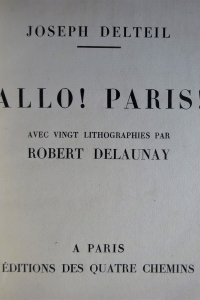 JOSEPH DELTEIL
ALLO! PARIS!
AVEC VINGT LITHOGRAPHIES PAR
ROBERT DELAUNAY
A PARIS
ÉDITIONS DES QUATRE CHEMINS